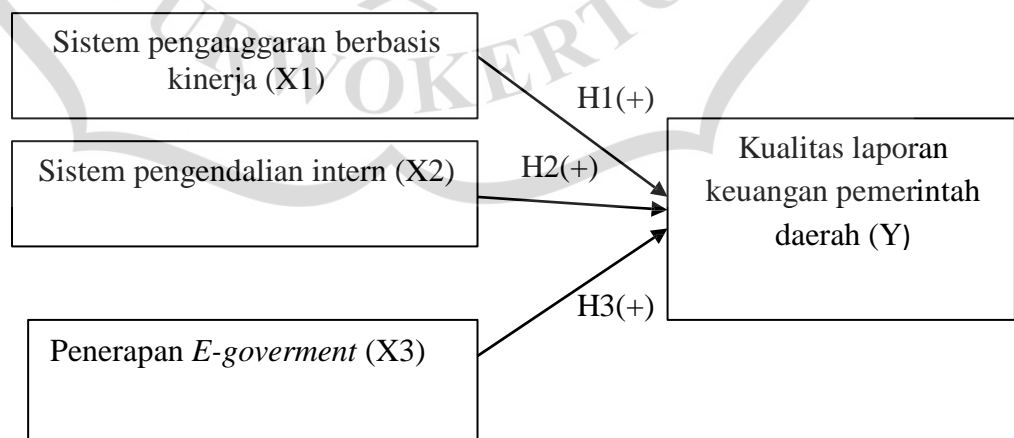 Sistem penganggaran berbasis
kinerja (X1)
H1(+)
Sistem pengendalian intern (X2)
H2(+)
Kualitas laporan
keuangan pemerintah
daerah (Y)
H3(+)
Penerapan E-goverment (X3)